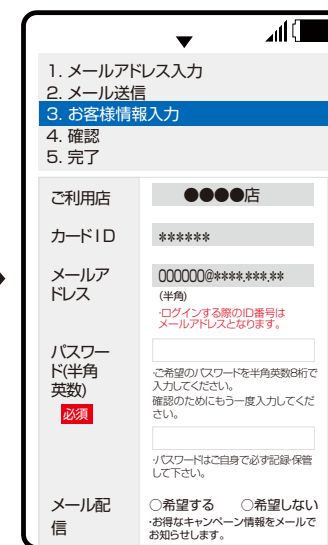 1. メールアドレス入力
2. メール送信
3. お客様情報入力
4. 確認
5. 完了
ご利用店
●●●●店
カードID
******
メールア
ドレス
000000@****.***.**
(半角)
・ログインする際のID番号は
メールアドレスとなります。
パスワー
ド(半角
英数)
必須
・ご希望のパスワードを半角英数8桁で
入力してください。
確認のためにもう一度入力してくだ
さい。
・パスワードはご自身で必ず記録・保管
して下さい。
メール配
信
○希望する ○希望しない
・お得なキャンペーン情報をメールで
お知らせします。